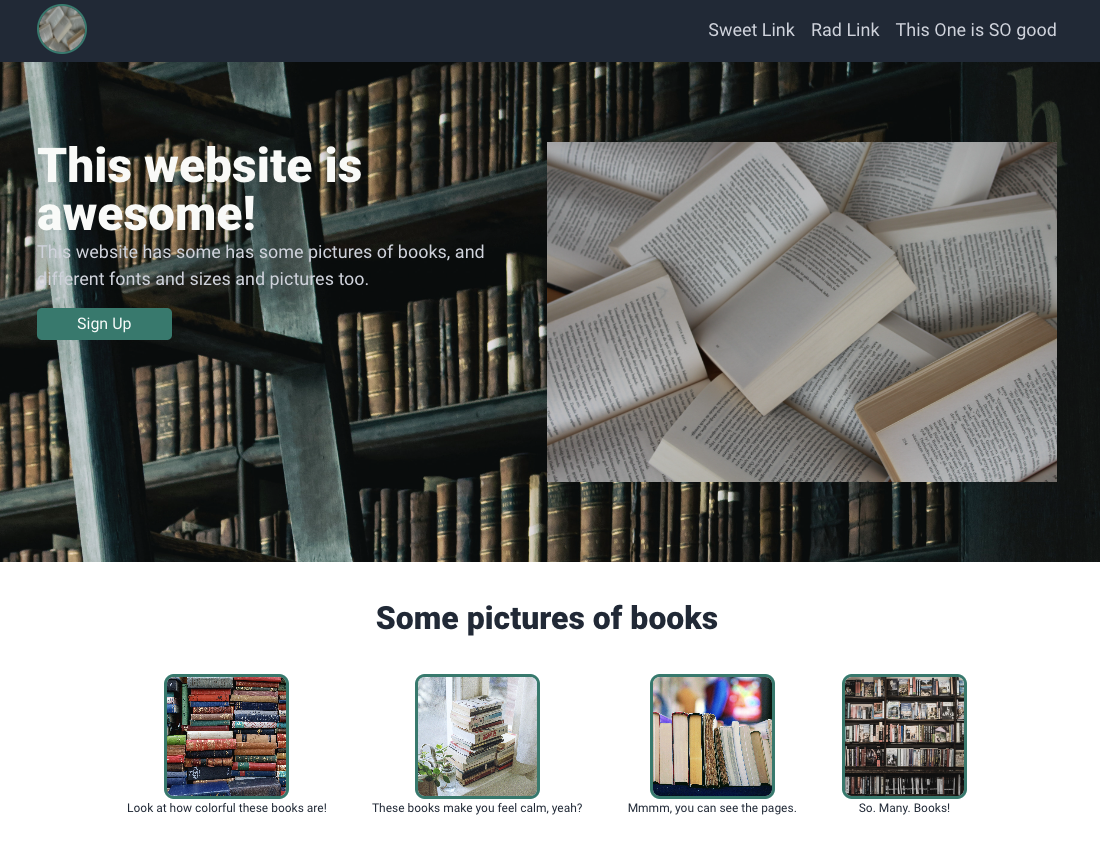 Sweet Link Rad Link This One is SO good
This website is
awesome!
This website has some has some pictures of books, and
different fonts and sizes and pictures too.
Sign Up
Some pictures of books
Look at how colorful these books are!
These books make you feel calm, yeah?
Mmmm, you can see the pages.
So. Many. Books!